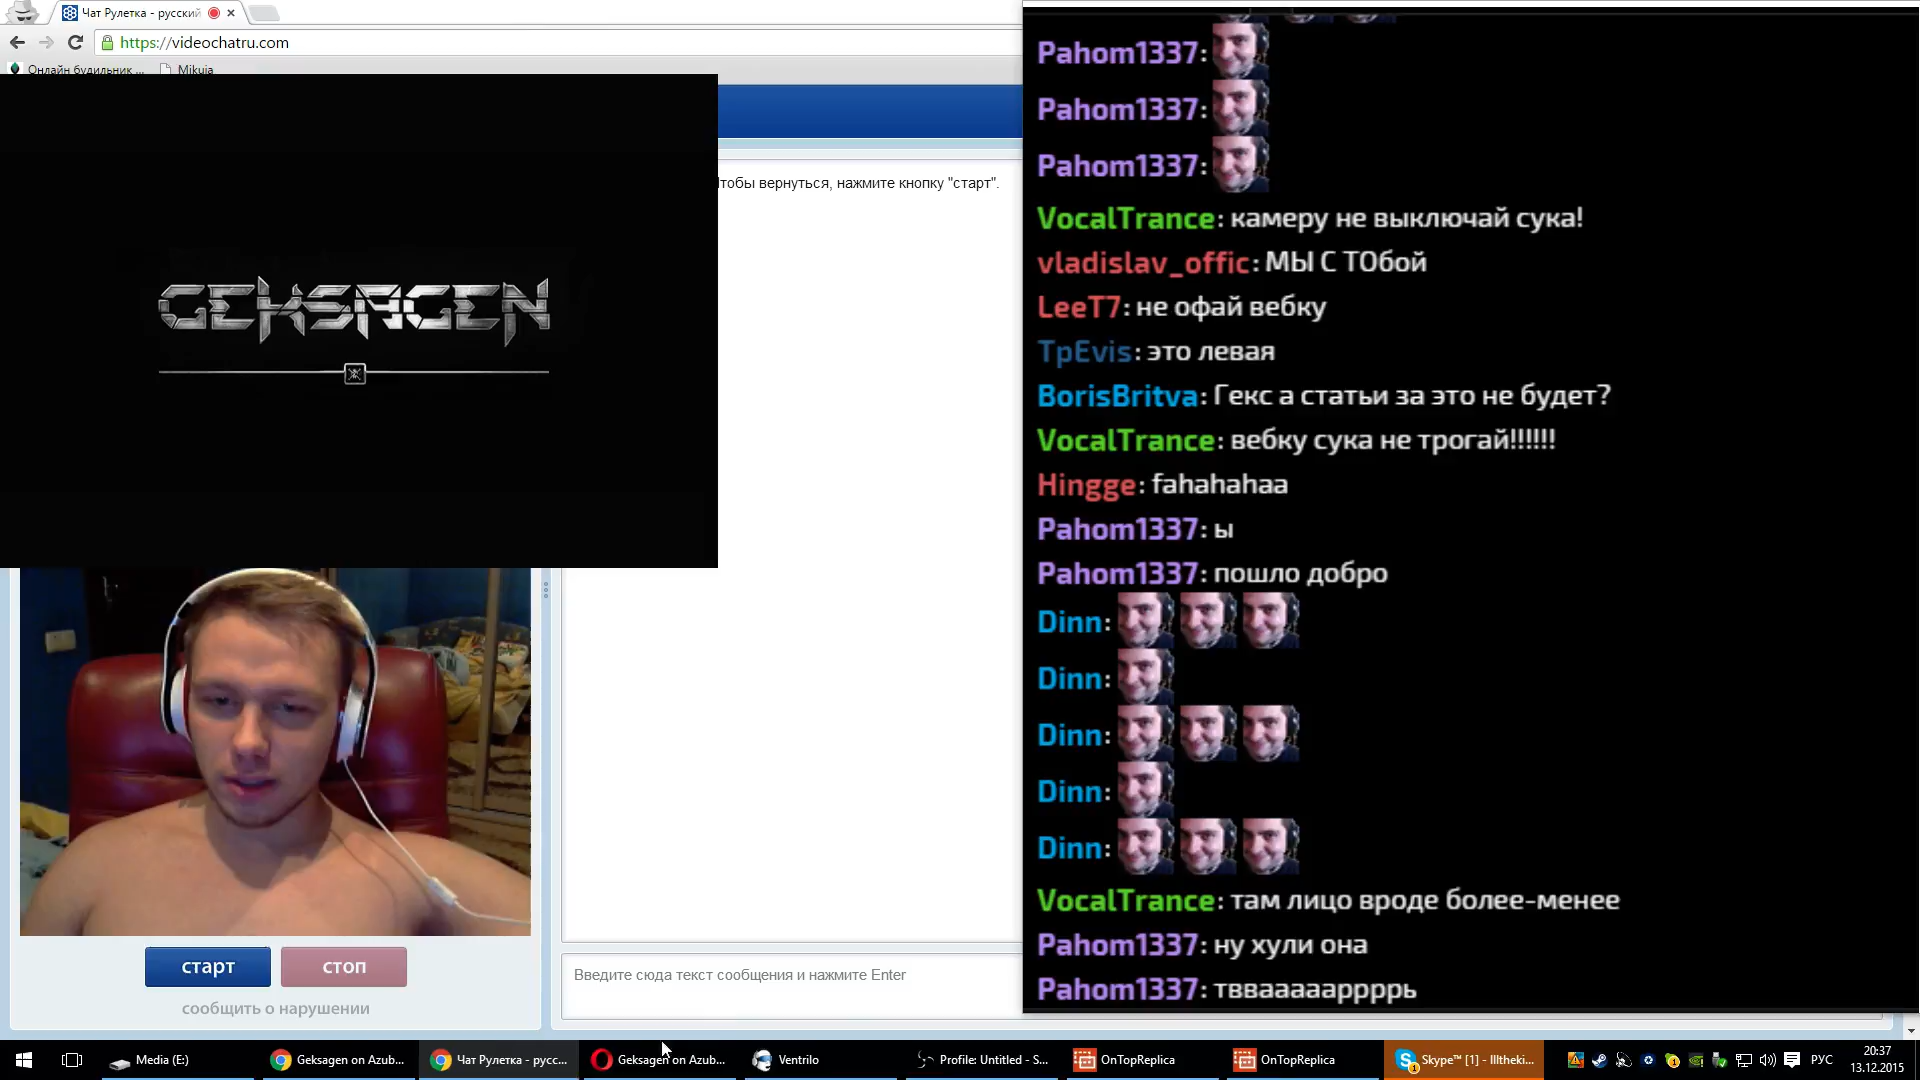 Чат Рулетка - русский
https://videochatru.com
Онлайн будильник ...
Mikuia
GEKSAGEN
тобы вернуться, нажмите кнопку "старт".
старт
стоп
сообщить о нарушении
Введите сюда текст сообщения и нажмите Enter
Pahom1337:
Pahom1337:
Pahom1337:
VocalTrance: камеру не выключай сука!
vladislav_offic: МЫ С ТОбой
LeeT7: не офай вебку
TpEvis: это левая
BorisBritva: Гекс а статьи за это не будет?
VocalTrance: вебку сука не трогай!!!!!!
Hingge: fahahahaa
Pahom1337: ы
Pahom1337: пошло добро
Dinn:
Dinn:
Dinn:
Dinn:
Dinn:
VocalTrance: там лицо вроде более-менее
Pahom1337: ну хули она
Pahom1337: твваааааррррь
Media (E:)
Geksagen on Azub...
Чат Рулетка - русс...
Geksagen on Azub...
Ventrilo
Profile: Untitled - S...
OnTopReplica
OnTopReplica
Skype™ [1] - Illtheki...
РУС
20:37
13.12.2015